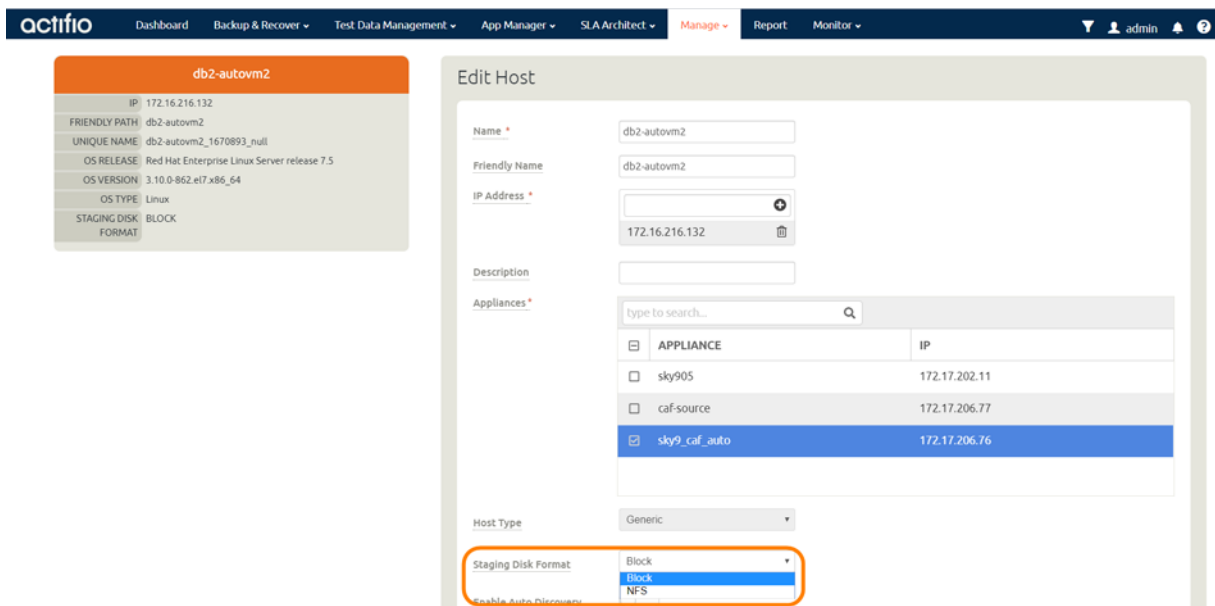 actifio Dashboard Backup & Recover Test Data Management App Manager SLA Architect Manage Report Monitor admin
db2-autovm2
IP 172.16.216.132
FRIENDLY PATH db2-autovm2
UNIQUE NAME db2-autovm2_1670893_null
OS RELEASE Red Hat Enterprise Linux Server release 7.5
OS VERSION 3.10.0-862.el7.x86_64
OS TYPE Linux
STAGING DISK BLOCK
FORMAT
Edit Host
Name * db2-autovm2
Friendly Name db2-autovm2
IP Address *
172.16.216.132
Description
Appliances *
type to search...
APPLIANCE IP
sky905 172.17.202.11
caf-source 172.17.206.77
sky9_caf_auto 172.17.206.76
Host Type Generic
Staging Disk Format Block
Block
NFS
Enable Auto Discovery